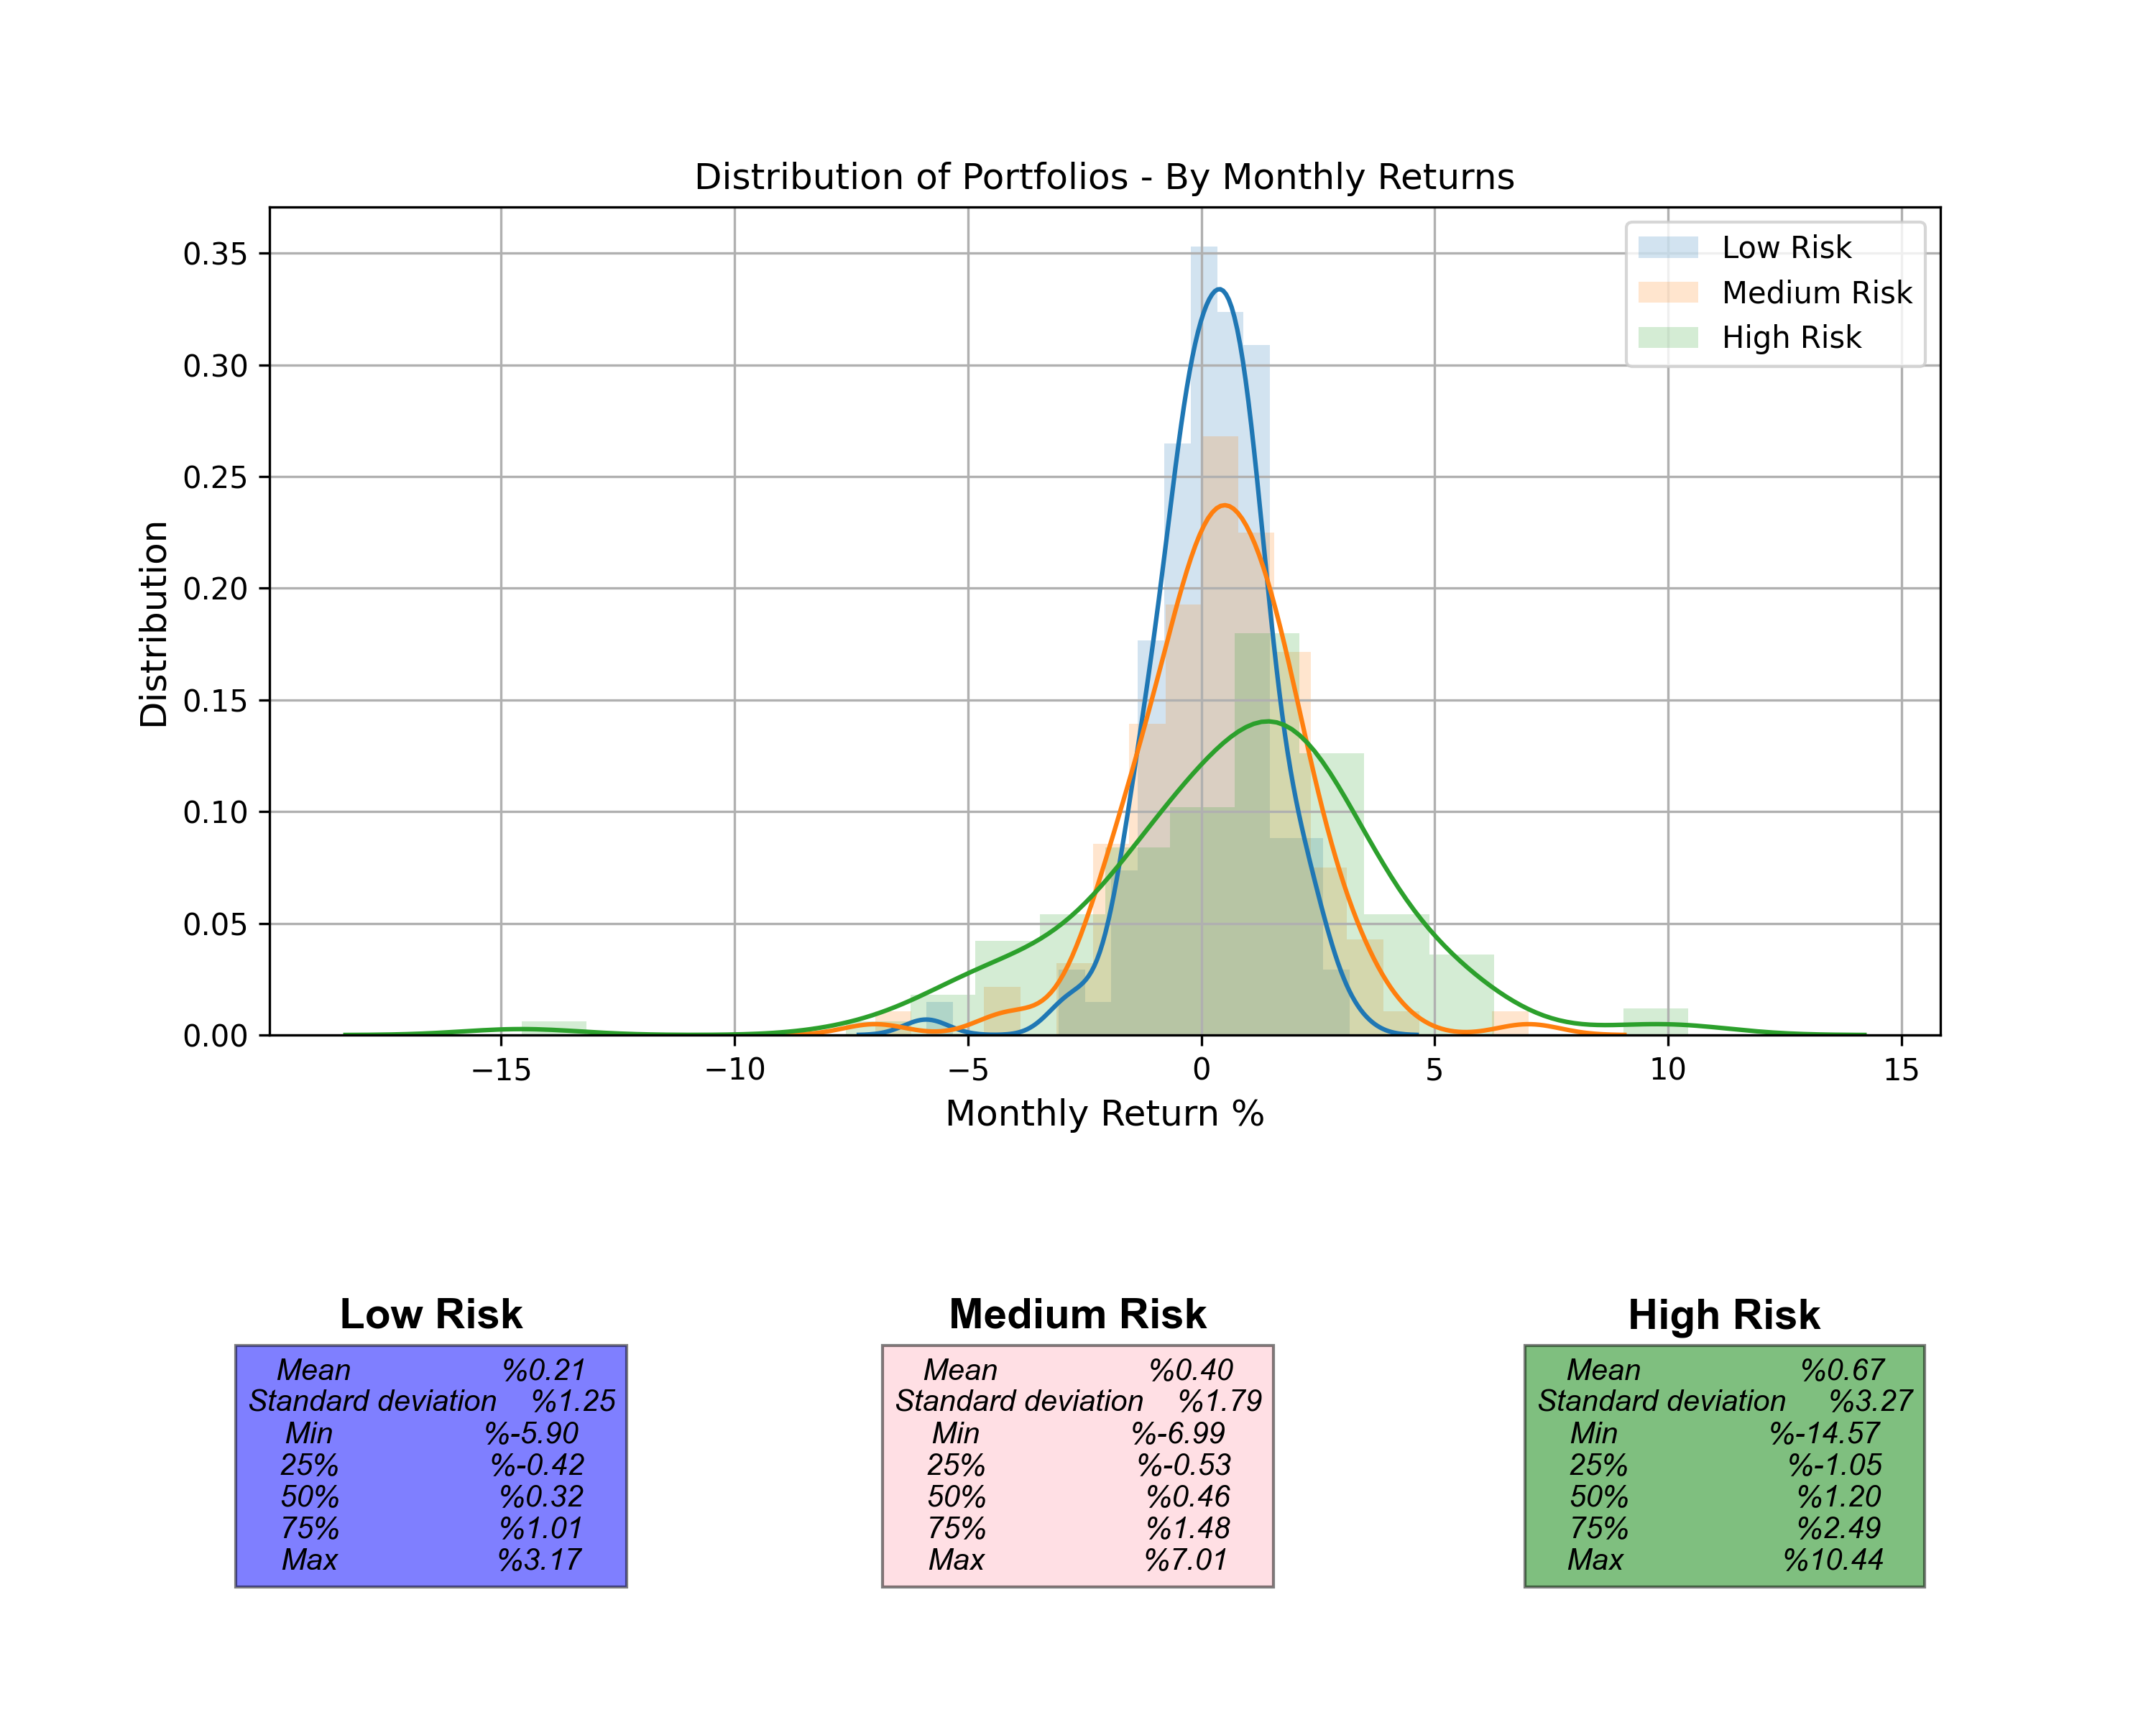 Distribution of Portfolios - By Monthly Returns
Low Risk
Medium Risk
High Risk
Distribution
0.35
0.30
0.25
0.20
0.15
0.10
0.05
0.00
−15 −10 −5 0 5 10 15
Monthly Return %
Low Risk
Mean %0.21
Standard deviation %1.25
Min %-5.90
25% %-0.42
50% %0.32
75% %1.01
Max %3.17
Medium Risk
Mean %0.40
Standard deviation %1.79
Min %-6.99
25% %-0.53
50% %0.46
75% %1.48
Max %7.01
High Risk
Mean %0.67
Standard deviation %3.27
Min %-14.57
25% %-1.05
50% %1.20
75% %2.49
Max %10.44